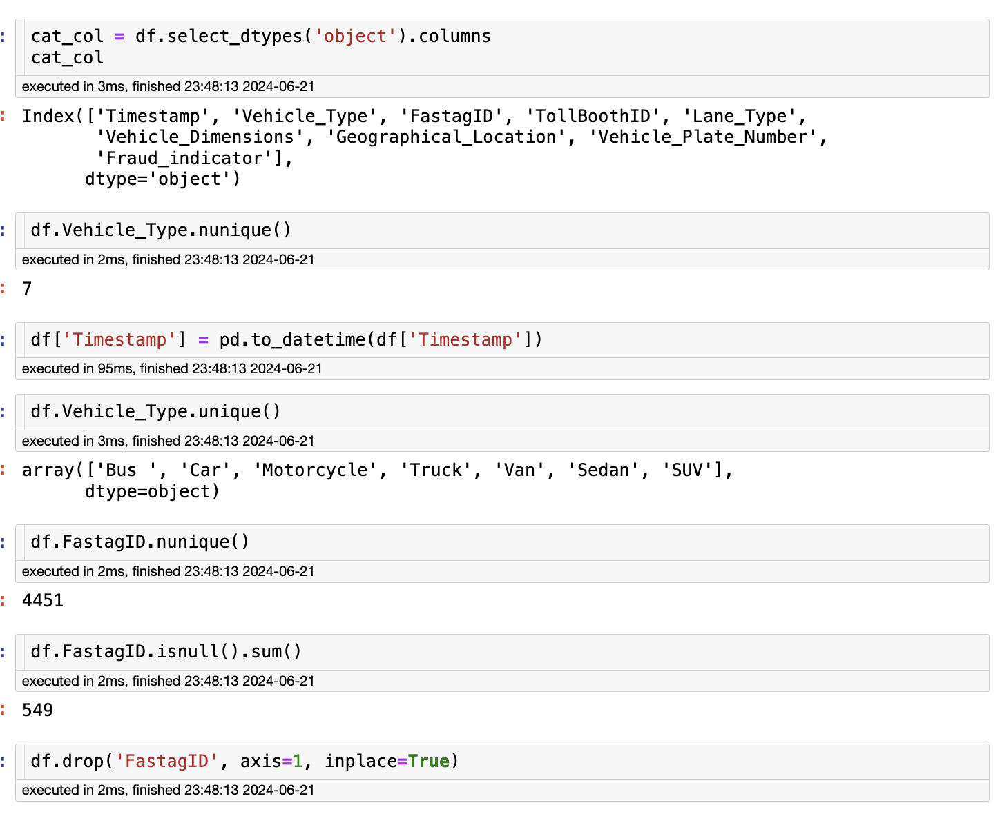 : cat_col = df.select_dtypes('object').columns
cat_col
executed in 3ms, finished 23:48:13 2024-06-21
: Index(['Timestamp', 'Vehicle_Type', 'FastagID', 'TollBoothID', 'Lane_Type',
'Vehicle_Dimensions', 'Geographical_Location', 'Vehicle_Plate_Number',
'Fraud_indicator'],
dtype='object')
: df.Vehicle_Type.nunique()
executed in 2ms, finished 23:48:13 2024-06-21
: 7
: df['Timestamp'] = pd.to_datetime(df['Timestamp'])
executed in 95ms, finished 23:48:13 2024-06-21
: df.Vehicle_Type.unique()
executed in 3ms, finished 23:48:13 2024-06-21
: array(['Bus ', 'Car', 'Motorcycle', 'Truck', 'Van', 'Sedan', 'SUV'],
dtype=object)
: df.FastagID.nunique()
executed in 2ms, finished 23:48:13 2024-06-21
: 4451
: df.FastagID.isnull().sum()
executed in 2ms, finished 23:48:13 2024-06-21
: 549
: df.drop('FastagID', axis=1, inplace=True)
executed in 2ms, finished 23:48:13 2024-06-21